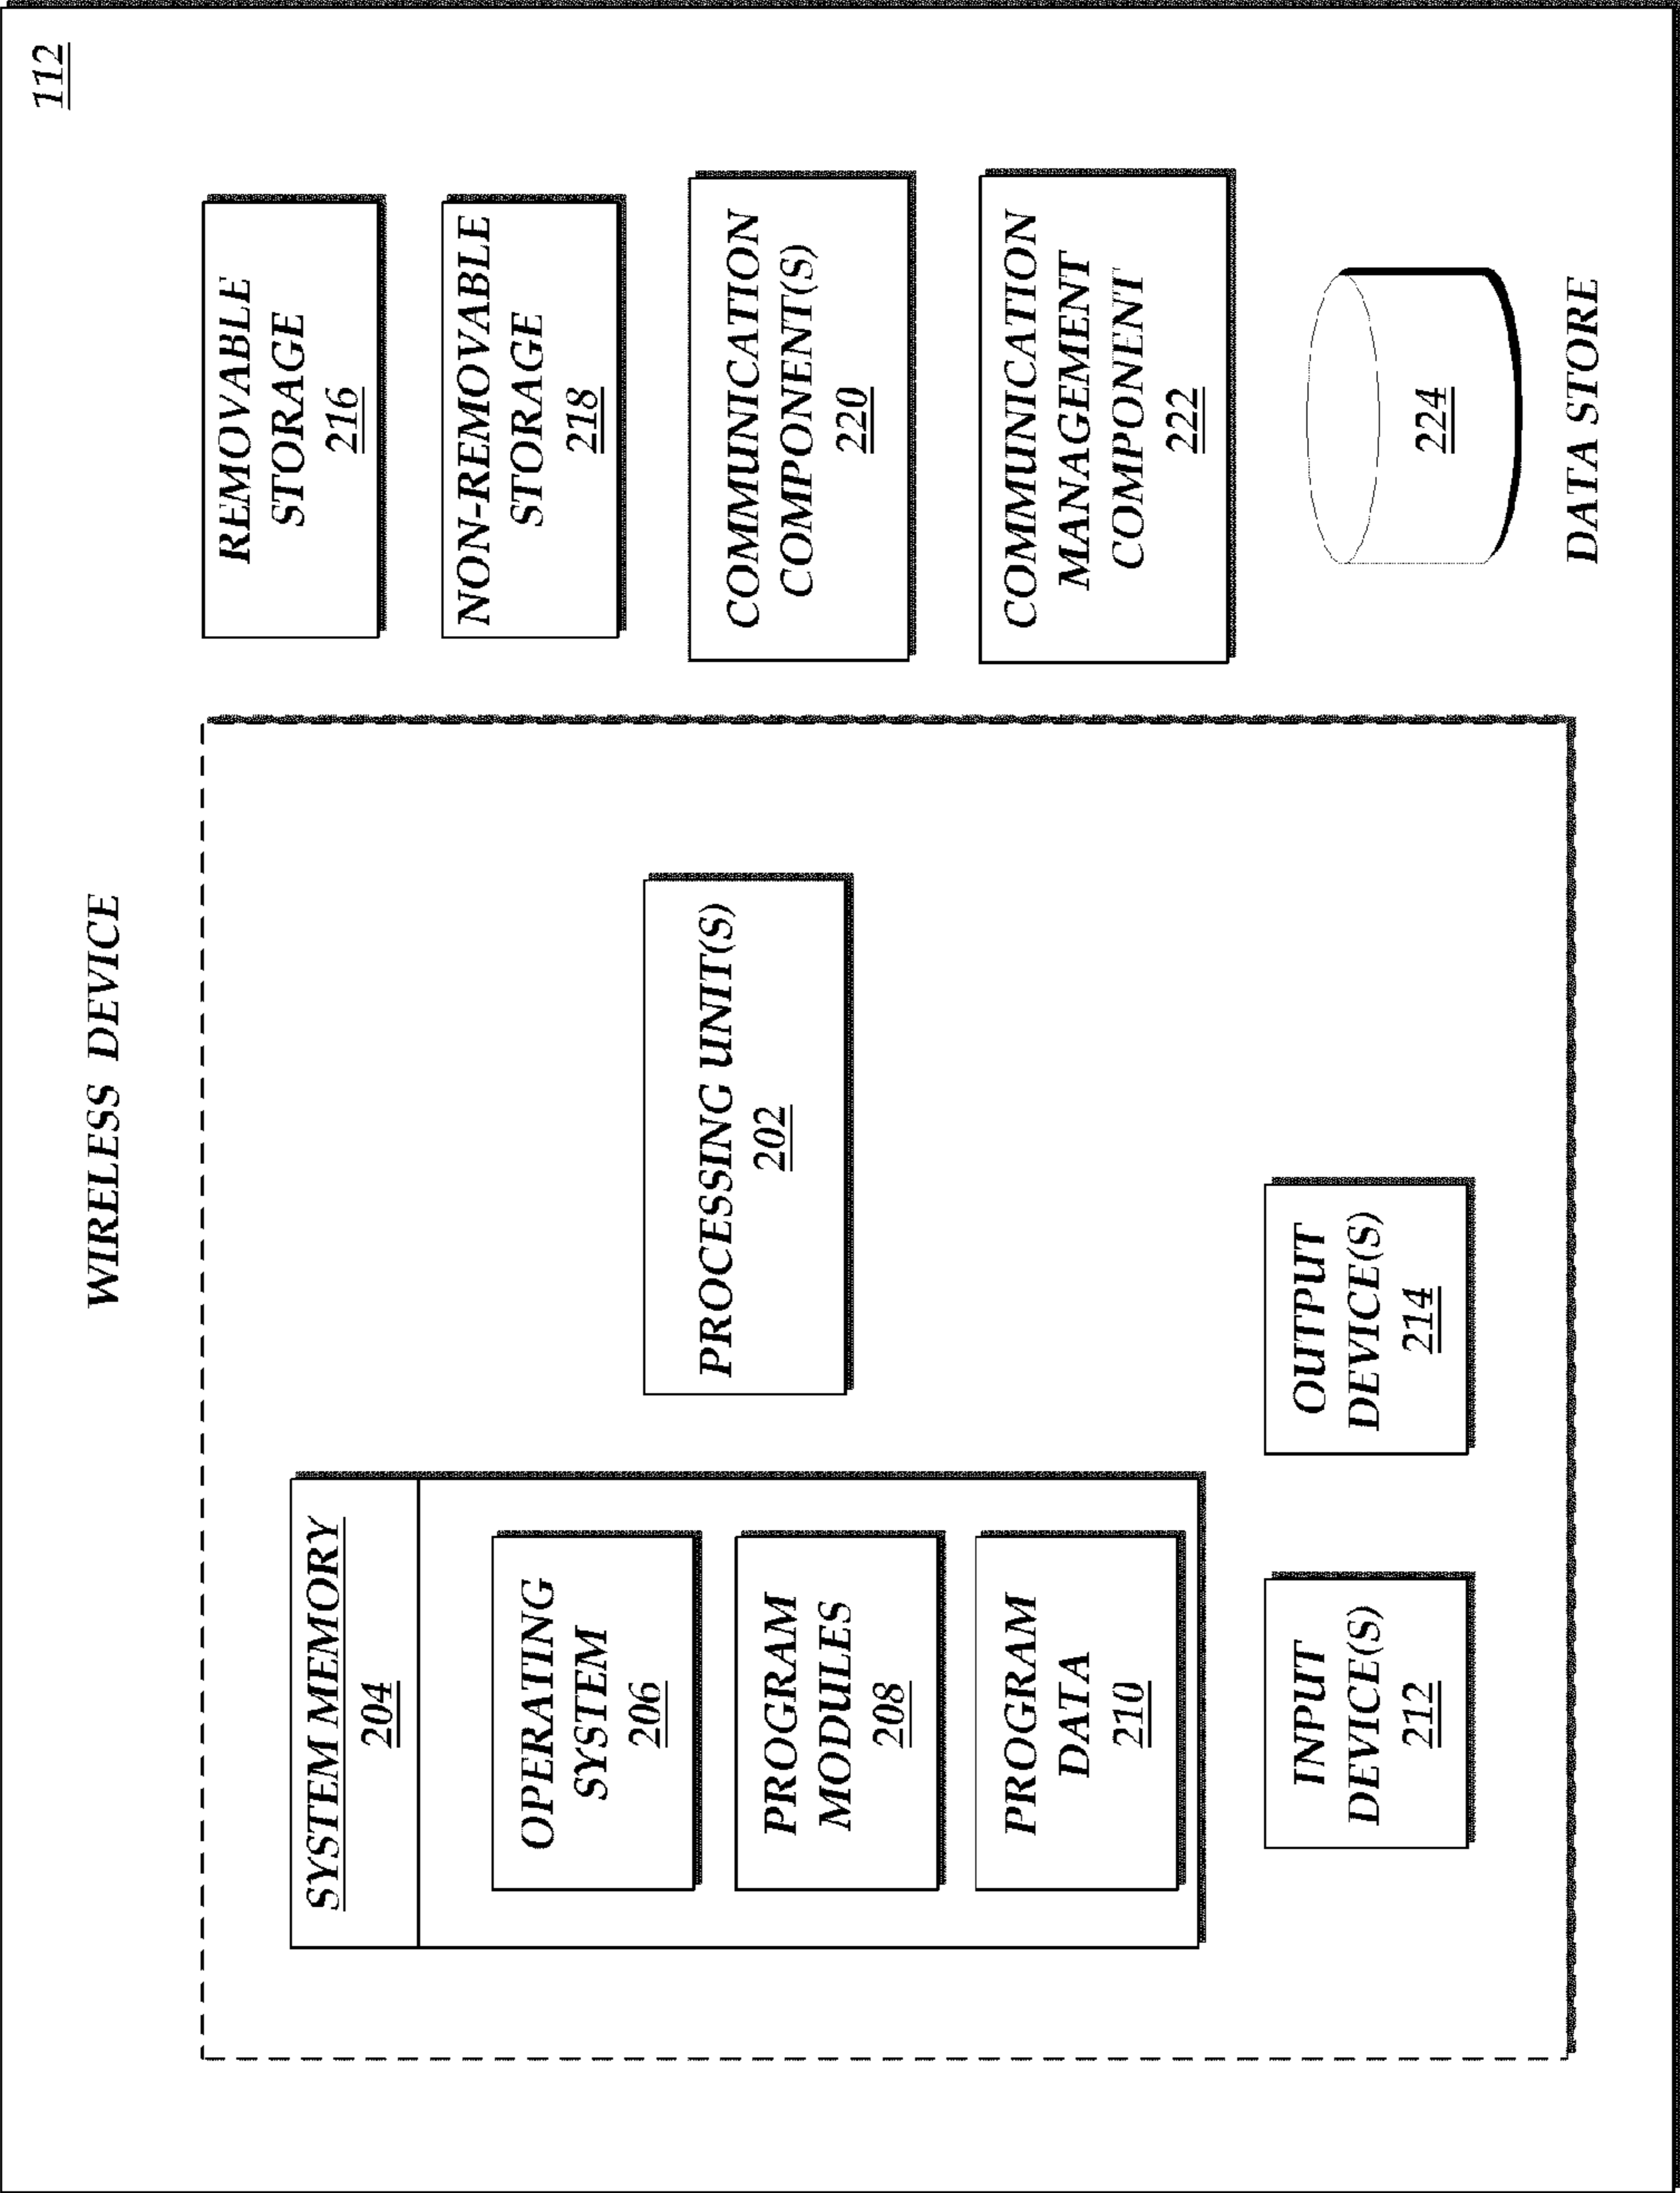 112
WIRELESS DEVICE
SYSTEM MEMORY
204
OPERATING
SYSTEM
206
PROGRAM
MODULES
208
PROGRAM
DATA
210
PROCESSING UNIT(S)
202
INPUT
DEVICE(S)
212
OUTPUT
DEVICE(S)
214
REMOVABLE
STORAGE
216
NON-REMOVABLE
STORAGE
218
COMMUNICATION
COMPONENT(S)
220
COMMUNICATION
MANAGEMENT
COMPONENT
222
224
DATA STORE